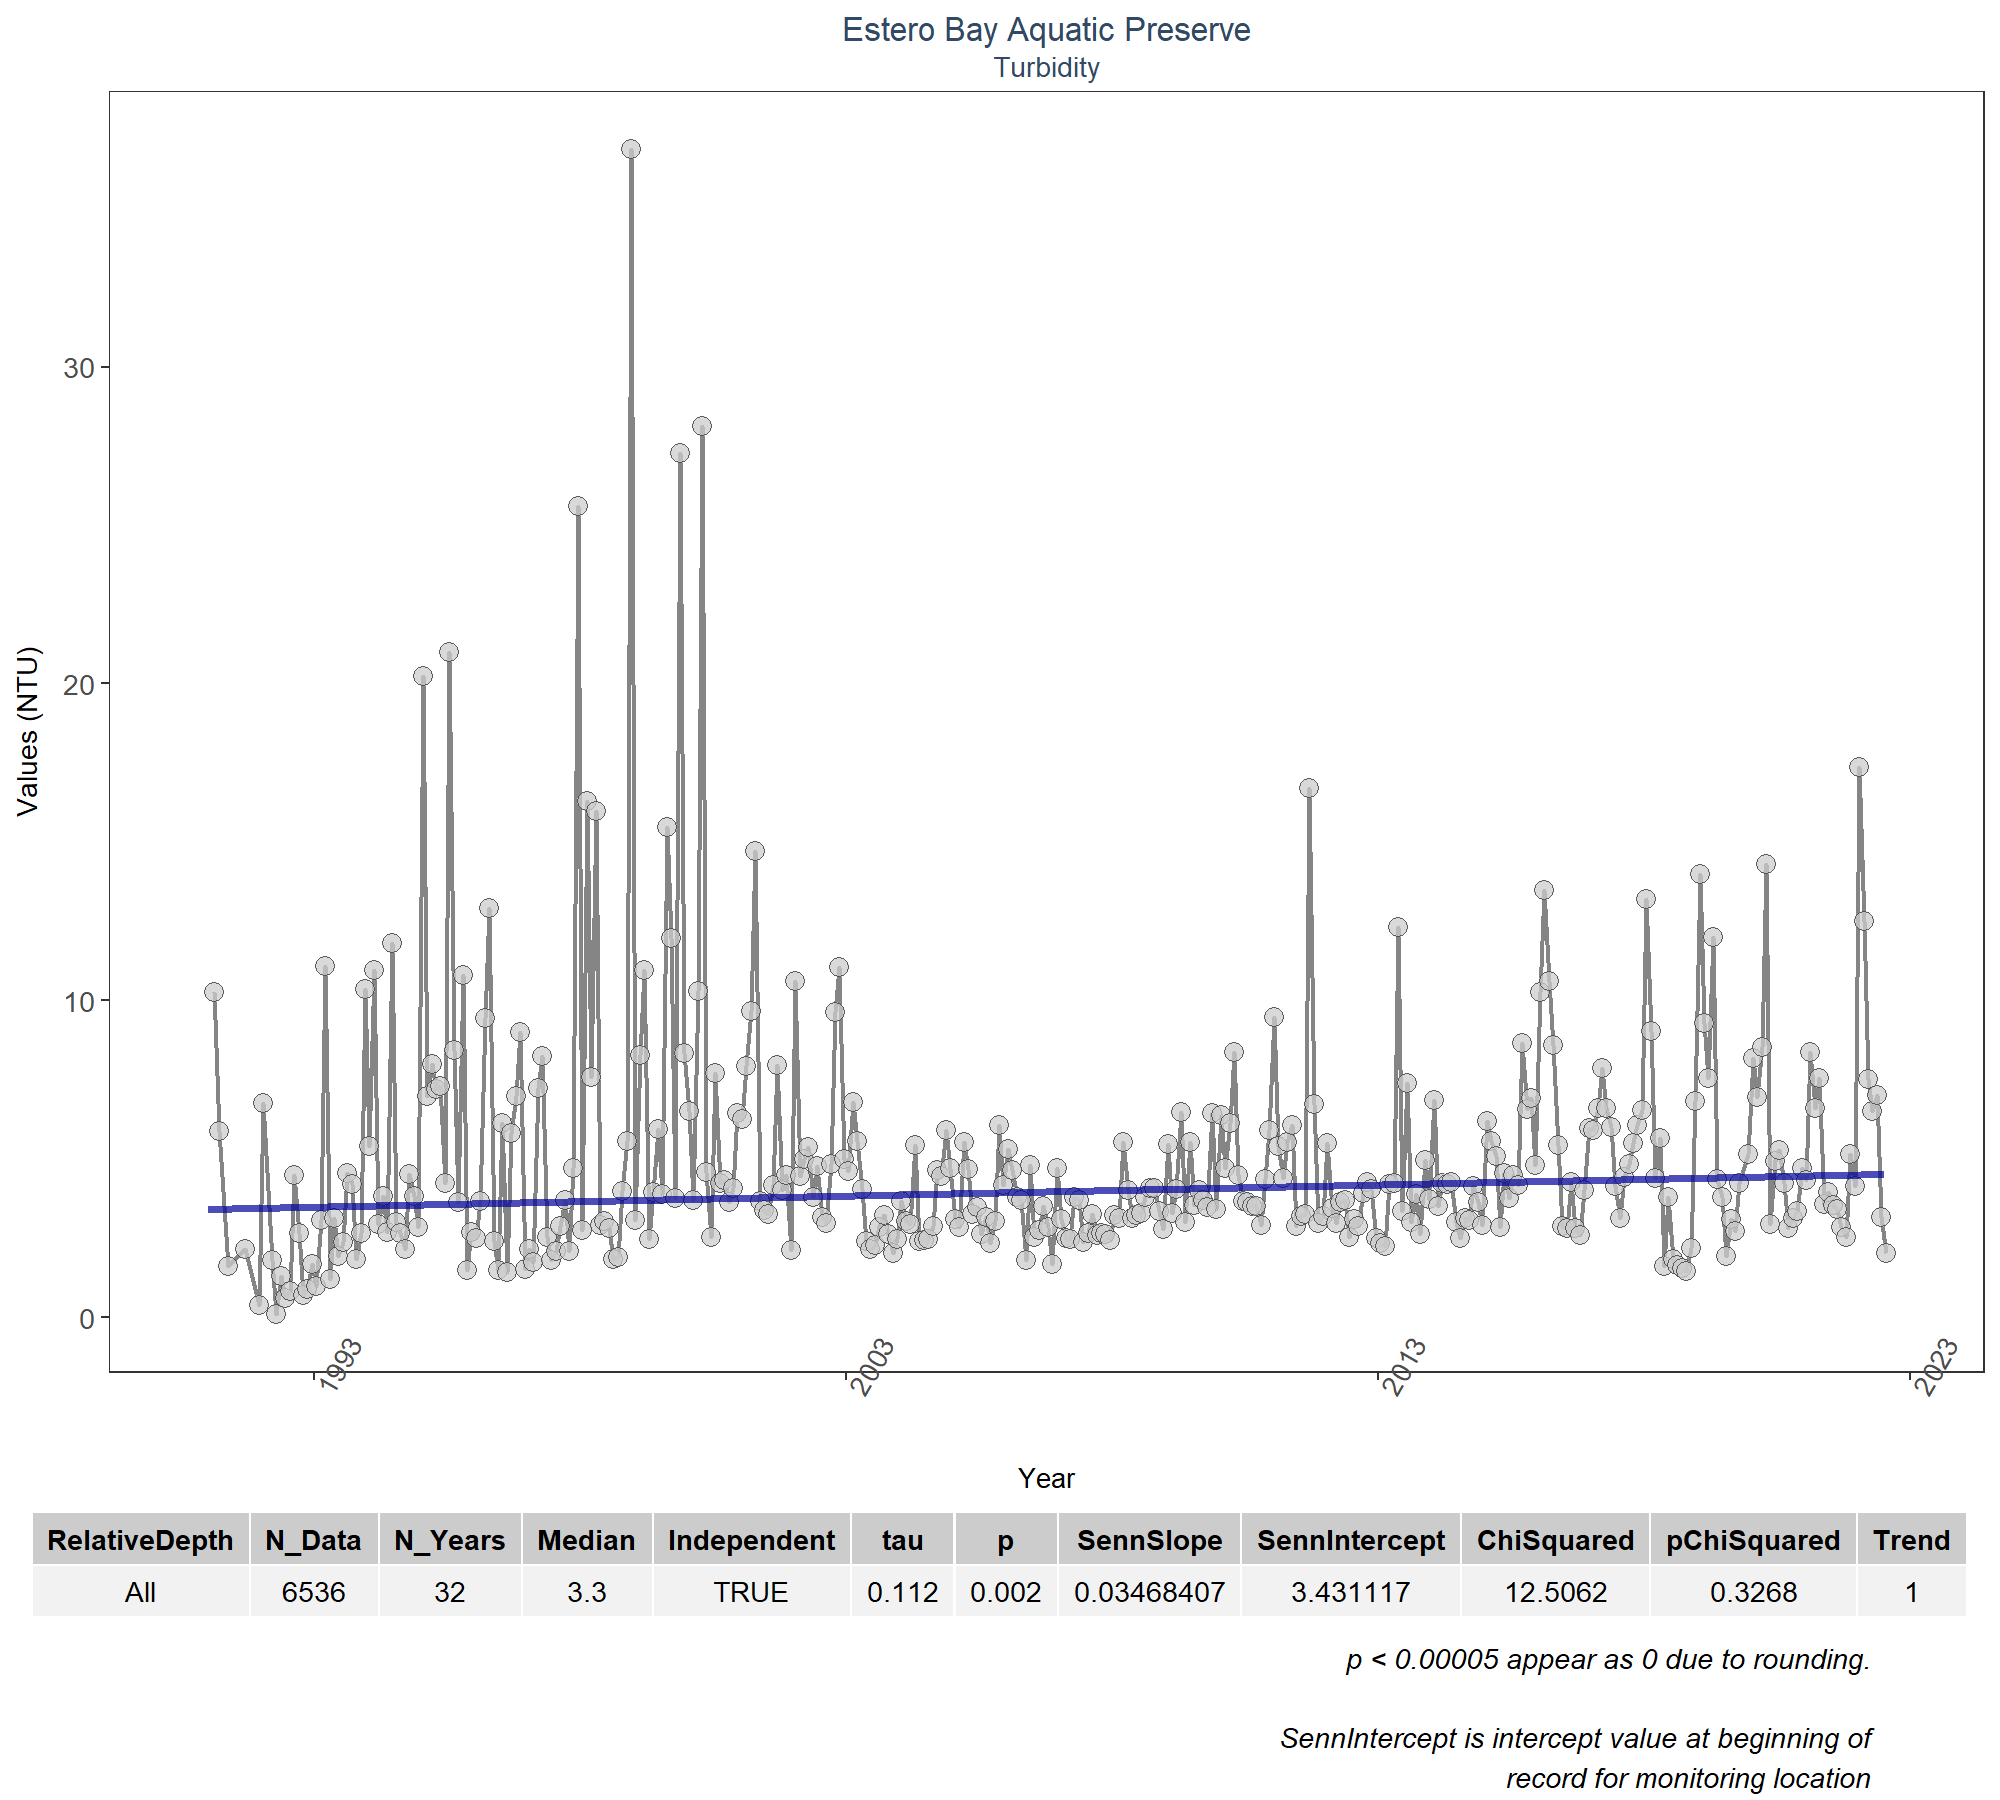 Estero Bay Aquatic Preserve
Turbidity
Values (NTU)
30
20
10
0
1993 2003 2013 2023
Year
RelativeDepth N_Data N_Years Median Independent tau p SennSlope SennIntercept ChiSquared pChiSquared Trend
All 6536 32 3.3 TRUE 0.112 0.002 0.03468407 3.431117 12.5062 0.3268 1
p < 0.00005 appear as 0 due to rounding.
SennIntercept is intercept value at beginning of
record for monitoring location